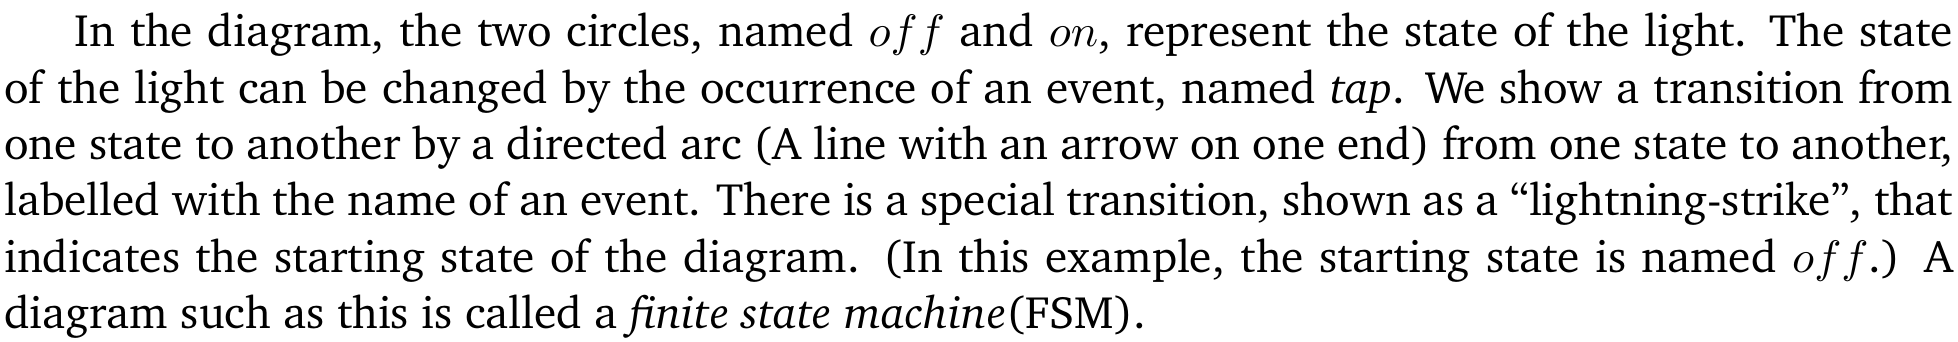 In the diagram, the two circles, named off and on, represent the state of the light. The state
of the light can be changed by the occurrence of an event, named tap. We show a transition from
one state to another by a directed arc (A line with an arrow on one end) from one state to another,
labelled with the name of an event. There is a special transition, shown as a “lightning-strike”, that
indicates the starting state of the diagram. (In this example, the starting state is named off.) A
diagram such as this is called a finite state machine(FSM).